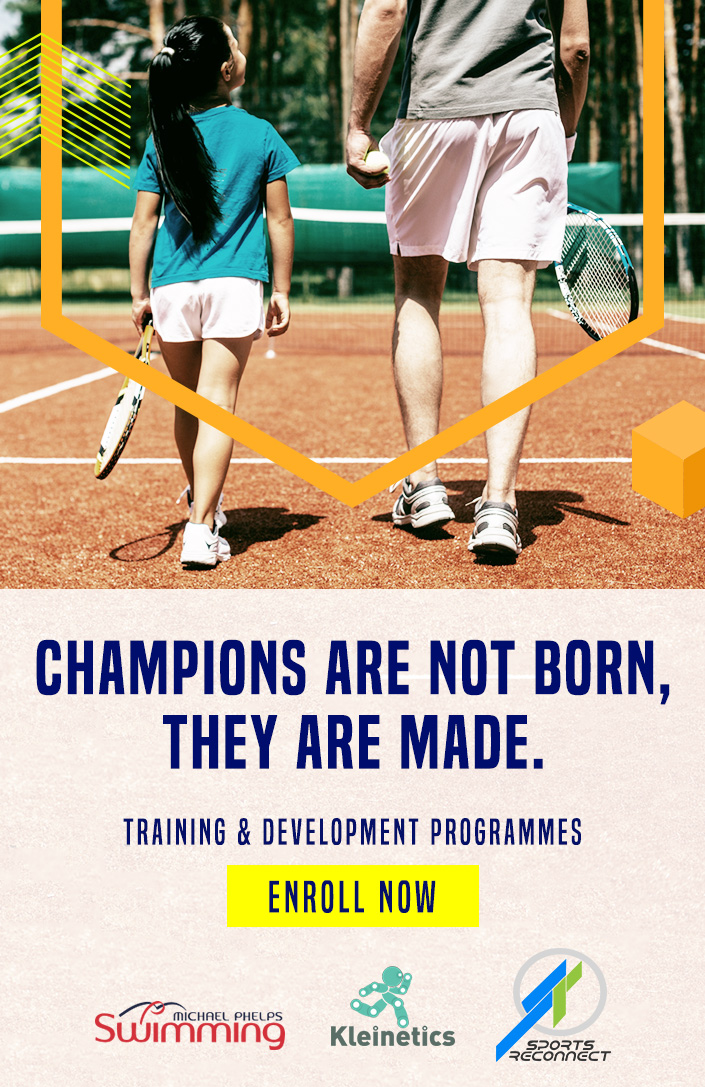 CHAMPIONS ARE NOT BORN,
THEY ARE MADE.
TRAINING & DEVELOPMENT PROGRAMMES
ENROLL NOW
MICHAEL PHELPS
Swimming
Kleinetics
SPORTS
RECONNECT